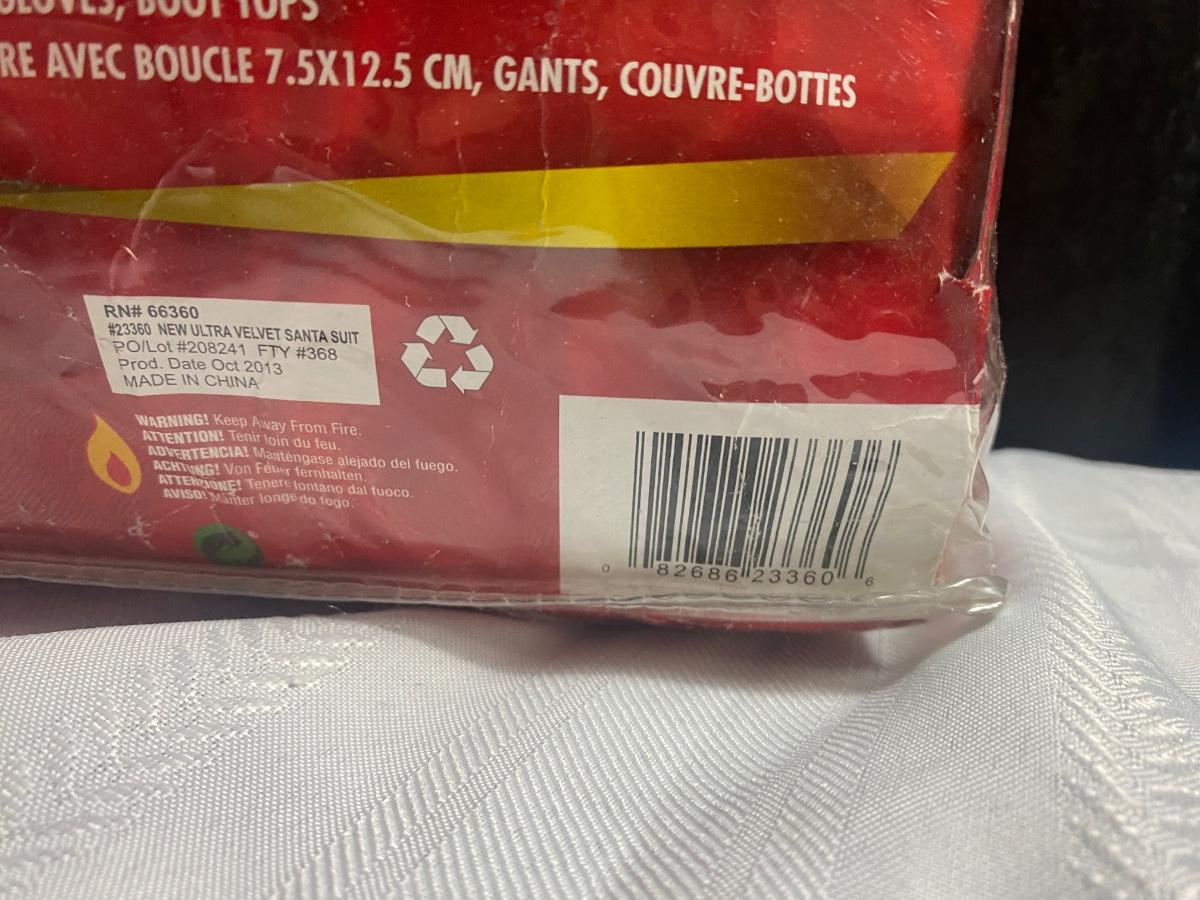 GLOVES, BOOT TOPS
RE AVEC BOUCLE 7.5X12.5 CM, GANTS, COUVRE-BOTTES
RN# 66360
#23360 NEW ULTRA VELVET SANTA SUIT
PO/Lot #208241 FTY #368
Prod. Date Oct 2013
MADE IN CHINA
WARNING! Keep Away From Fire.
ATTENTION! Tenir loin du feu.
ADVERTENCIA! Manténgase alejado del fuego.
ACHTUNG! Von Feuer fernhalten.
ATTENZIONE! Tenere lontano dal fuoco.
AVISO! Manter longe do fogo.
0 82686 23360 6